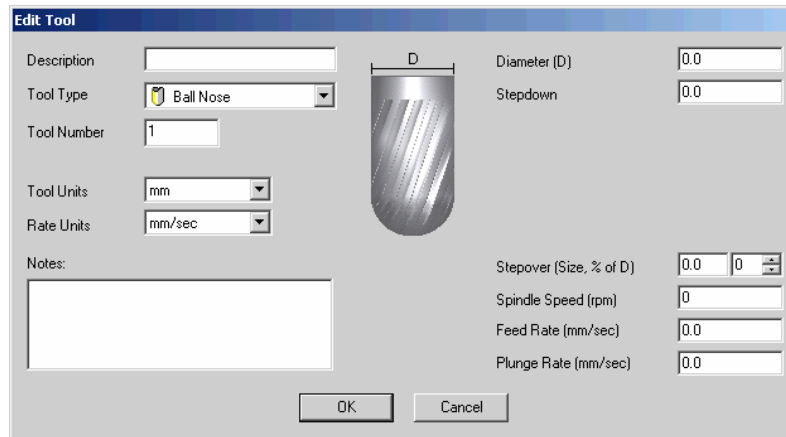 Edit Tool
Description
Tool Type Ball Nose
Tool Number 1
Tool Units mm
Rate Units mm/sec
Notes:
D
Diameter (D) 0.0
Stepdown 0.0
Stepover (Size, % of D) 0.0 0
Spindle Speed (rpm) 0
Feed Rate (mm/sec) 0.0
Plunge Rate (mm/sec) 0.0
OK Cancel